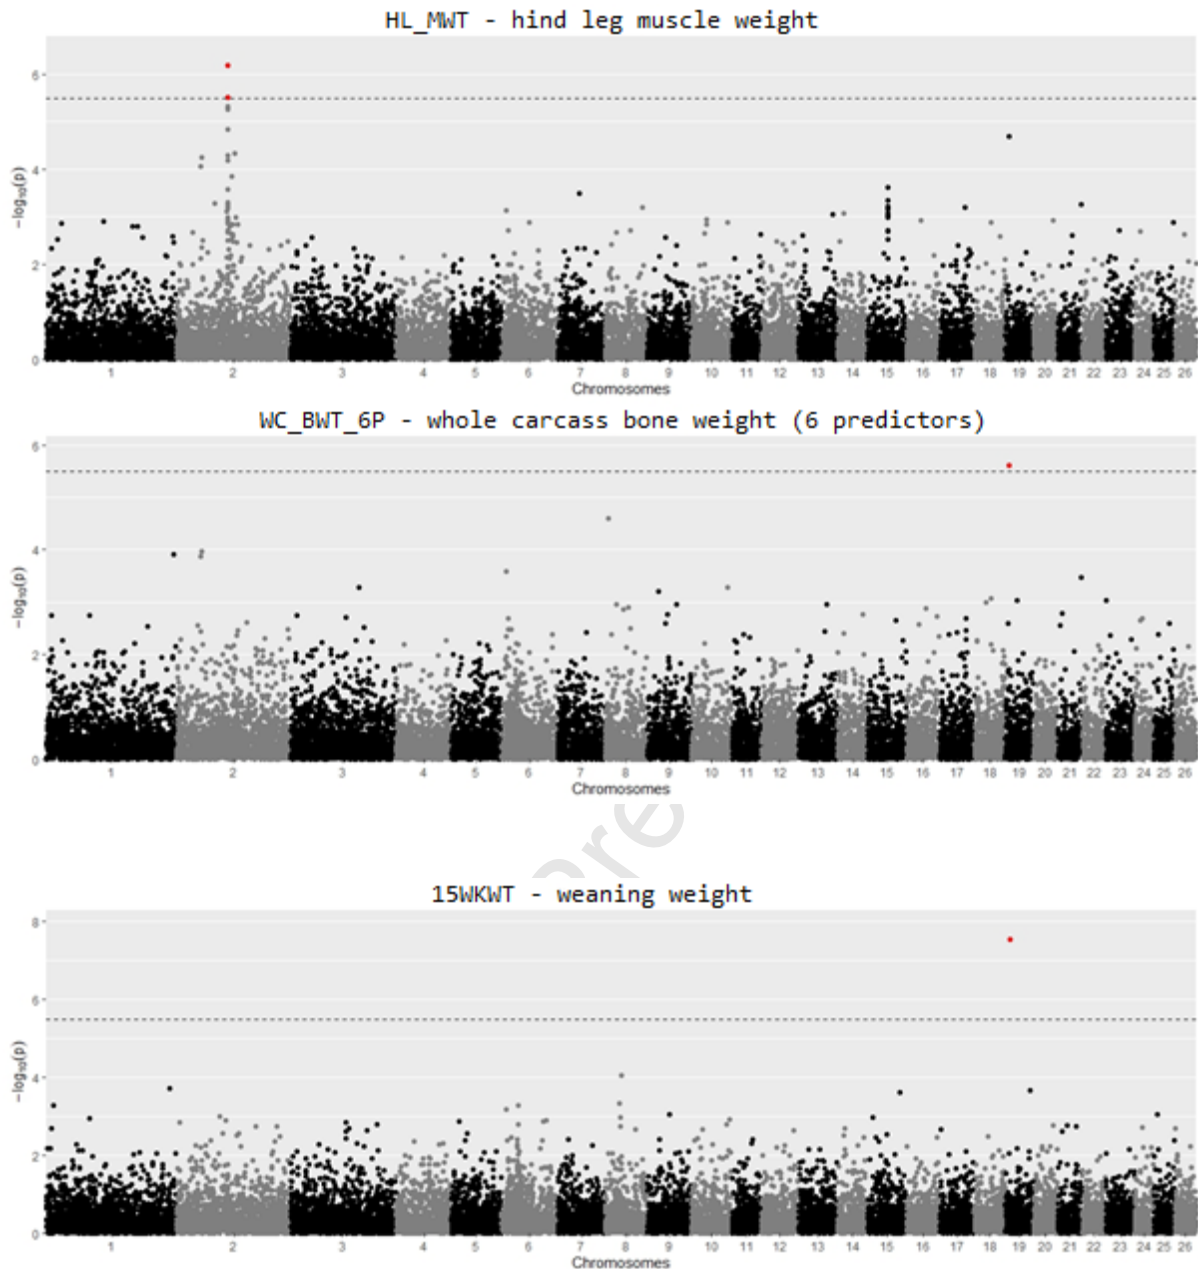 HL_MWT - hind leg muscle weight
6
4
2
0
-log10(p)
1 2 3 4 5 6 7 8 9 10 11 12 13 14 15 16 17 18 19 20 21 22 23 24 25 26
Chromosomes
WC_BWT_6P - whole carcass bone weight (6 predictors)
6
4
2
0
-log10(p)
1 2 3 4 5 6 7 8 9 10 11 12 13 14 15 16 17 18 19 20 21 22 23 24 25 26
Chromosomes
Pre
15WKWT - weaning weight
8
6
4
2
0
-log10(p)
1 2 3 4 5 6 7 8 9 10 11 12 13 14 15 16 17 18 19 20 21 22 23 24 25 26
Chromosomes